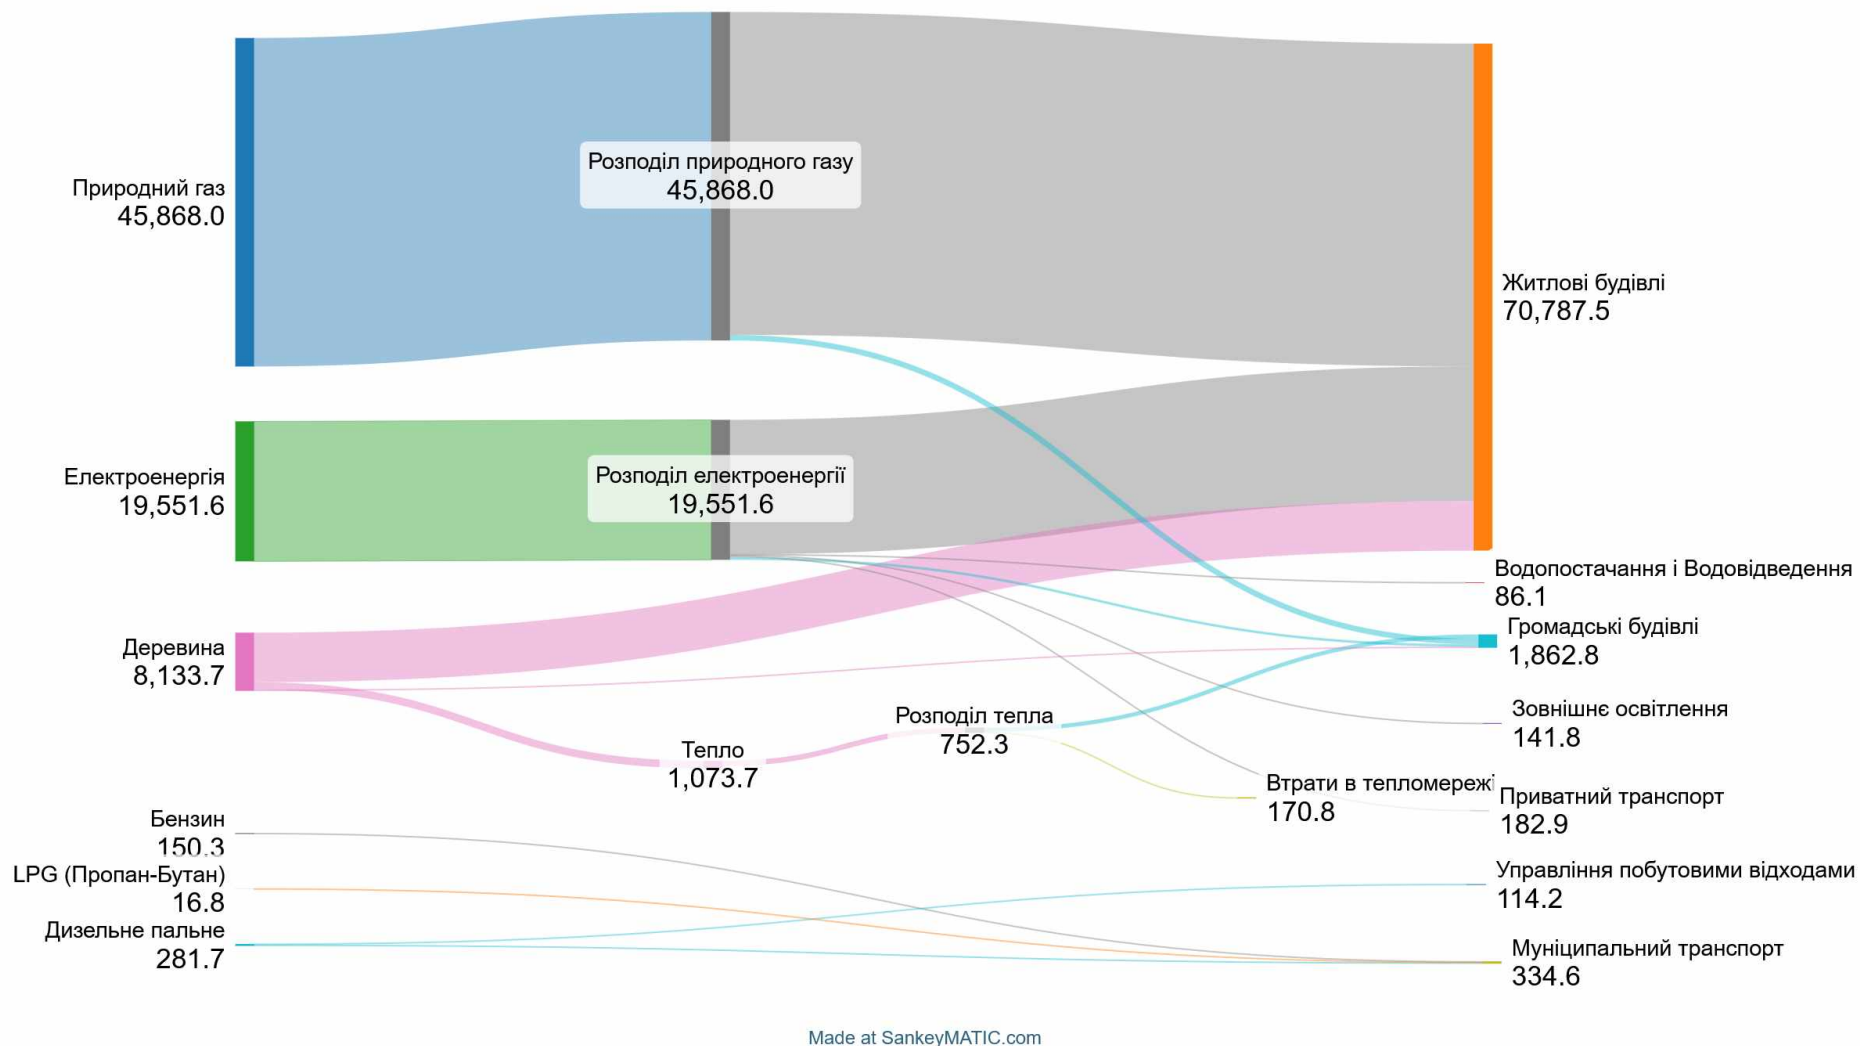 Природний газ
45,868.0
Розподіл природного газу
45,868.0
Житлові будівлі
70,787.5
Електроенергія
19,551.6
Розподіл електроенергії
19,551.6
Деревина
8,133.7
Водопостачання і Водовідведення
86.1
Громадські будівлі
1,862.8
Зовнішнє освітлення
141.8
Розподіл тепла
752.3
Тепло
1,073.7
Втрати в тепломережі
170.8
Приватний транспорт
182.9
Бензин
150.3
LPG (Пропан-Бутан)
16.8
Дизельне пальне
281.7
Управління побутовими відходами
114.2
Муніципальний транспорт
334.6
Made at SankeyMATIC.com